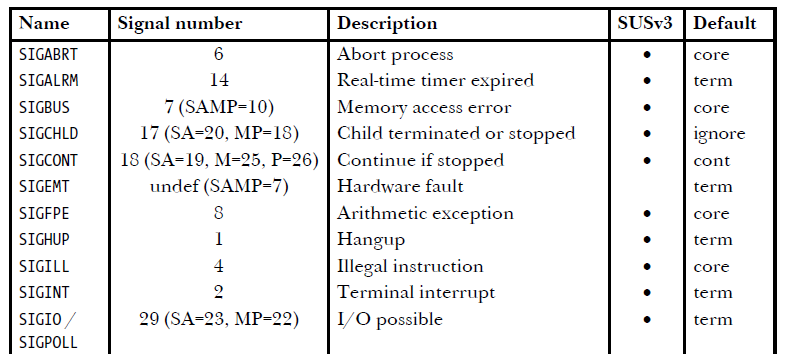 Name Signal number Description SUSv3 Default
SIGABRT 6 Abort process • core
SIGALRM 14 Real-time timer expired • term
SIGBUS 7 (SAMP=10) Memory access error • core
SIGCHLD 17 (SA=20, MP=18) Child terminated or stopped • ignore
SIGCONT 18 (SA=19, M=25, P=26) Continue if stopped • cont
SIGEMT undef (SAMP=7) Hardware fault term
SIGFPE 8 Arithmetic exception • core
SIGHUP 1 Hangup • term
SIGILL 4 Illegal instruction • core
SIGINT 2 Terminal interrupt • term
SIGIO / 29 (SA=23, MP=22) I/O possible • term
SIGPOLL